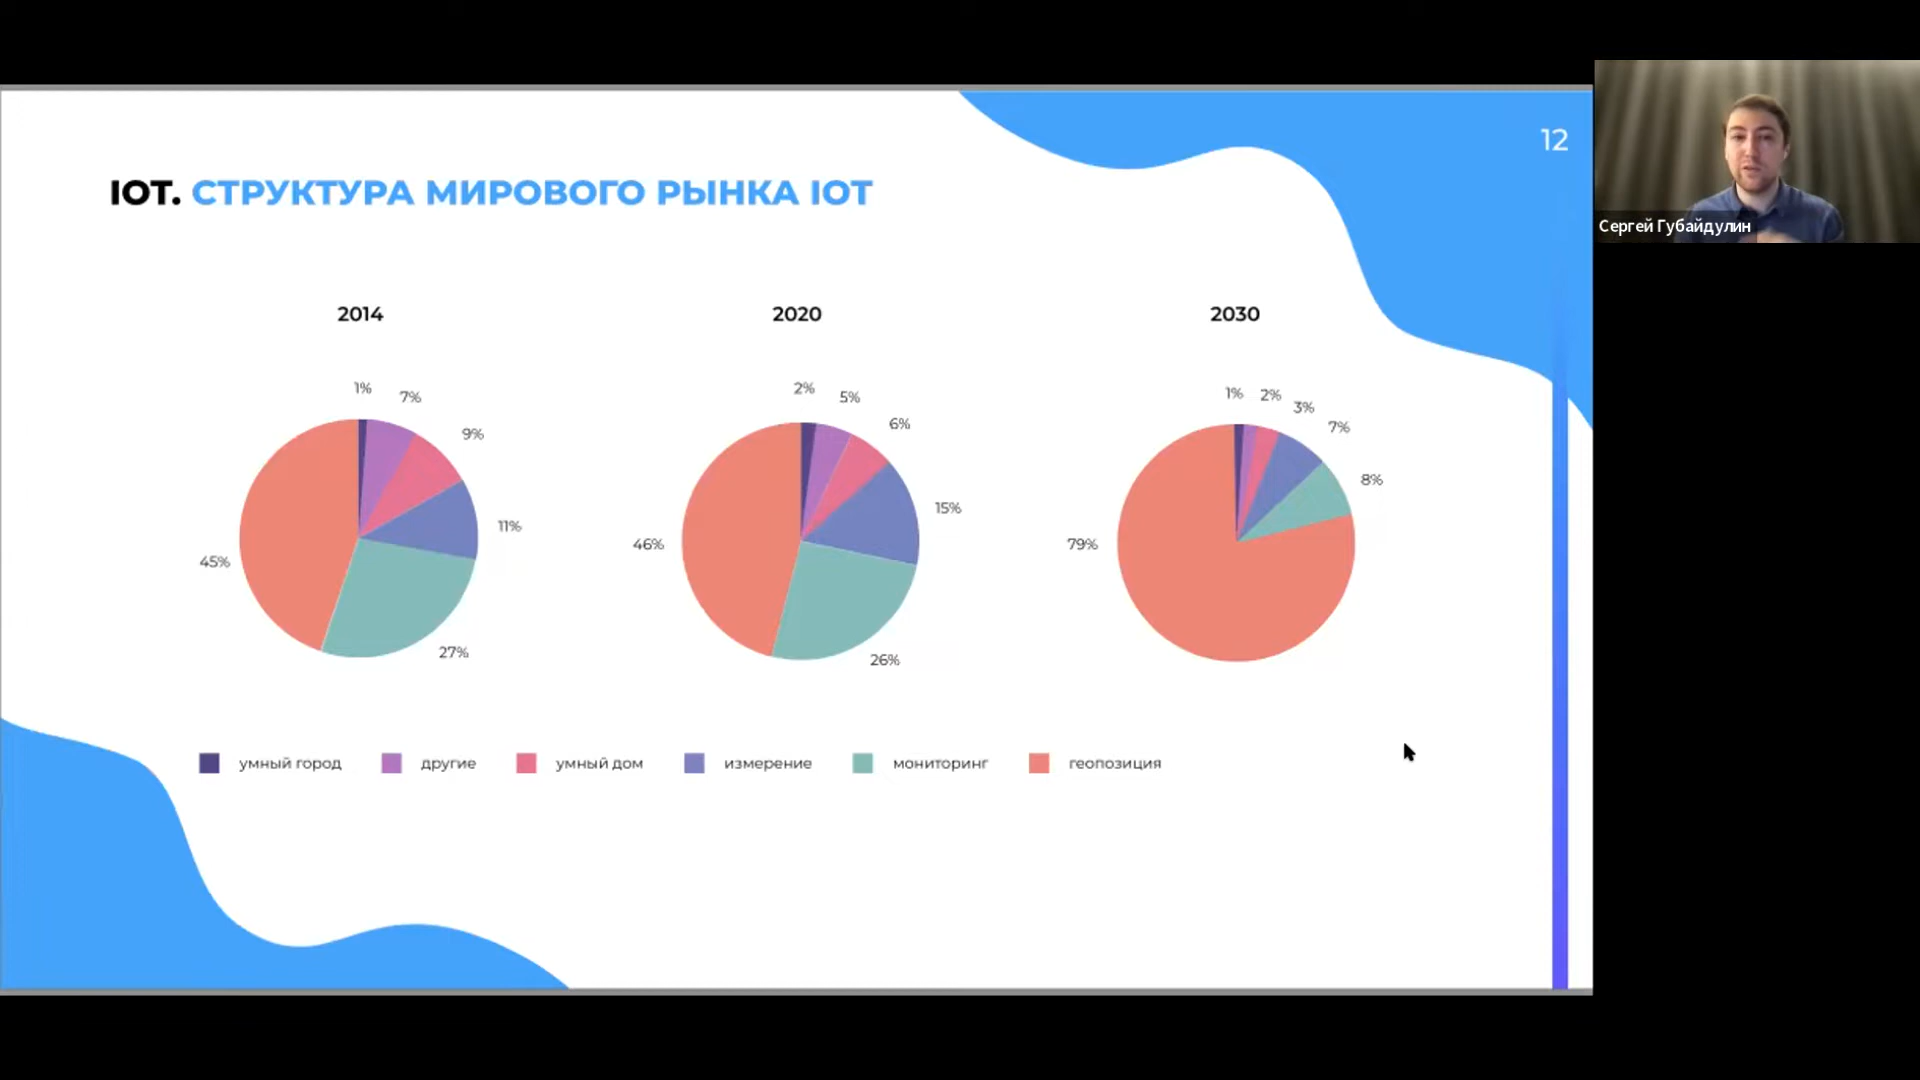 12
IOT. СТРУКТУРА МИРОВОГО РЫНКА IOT
Сергей Губайдулин
2014
2020
2030
1%
7%
9%
11%
27%
45%
2%
5%
6%
15%
26%
46%
1%
2%
3%
7%
8%
79%
умный город
другие
умный дом
измерение
мониторинг
геопозиция